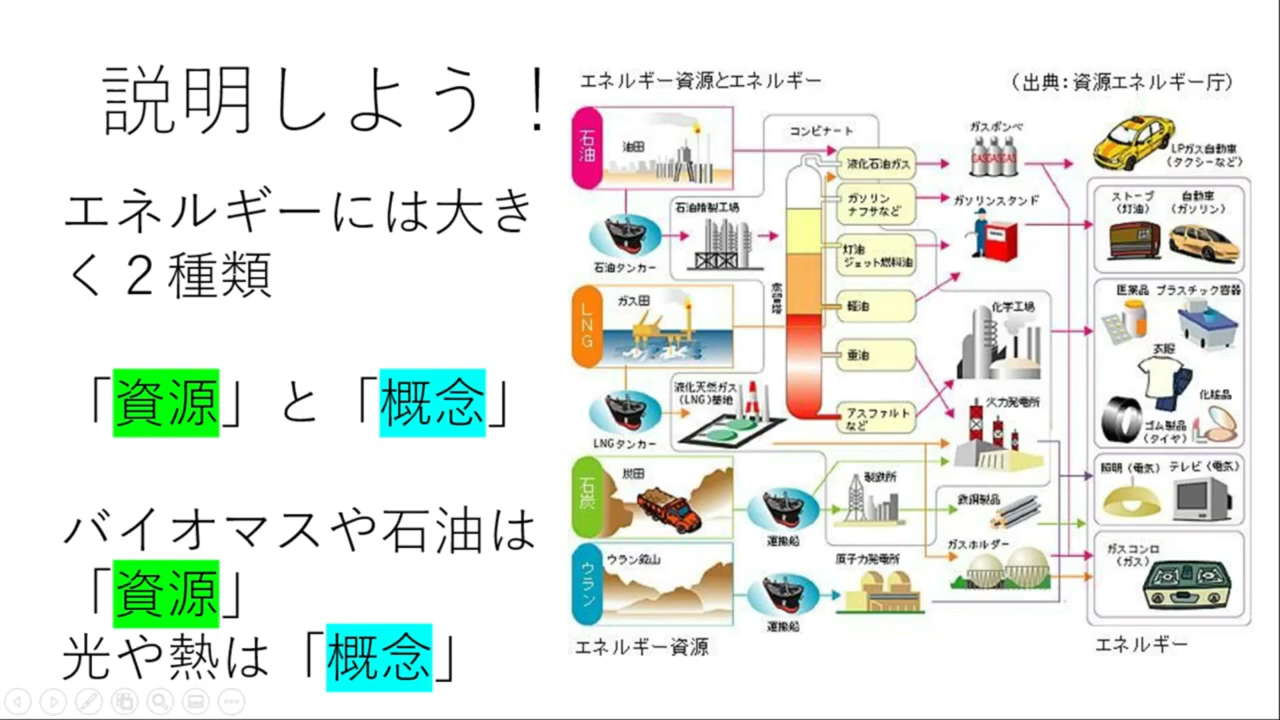 説明しよう！
エネルギーには大き
く２種類
「資源」と「概念」
バイオマスや石油は
「資源」
光や熱は「概念」
エネルギー資源とエネルギー
（出典：資源エネルギー庁）
石油
油田
コンビナート
ガスボンベ
GASGASGAS
LPガス自動車
（タクシーなど）
液化石油ガス
石油精製工場
ガソリン
ナフサなど
ガソリンスタンド
ストーブ
（灯油）
自動車
（ガソリン）
石油タンカー
灯油
ジェット燃料油
LNG
ガス田
蒸留塔
軽油
化学工場
医薬品
プラスチック容器
重油
衣服
液化天然ガス
（LNG）基地
火力発電所
化粧品
LNGタンカー
アスファルト
など
ゴム製品
（タイヤ）
石炭
炭田
製鉄所
照明（電気）
テレビ（電気）
運搬船
鉄鋼製品
ウラン
ウラン鉱山
原子力発電所
ガスホルダー
ガスコンロ
（ガス）
運搬船
エネルギー資源
エネルギー